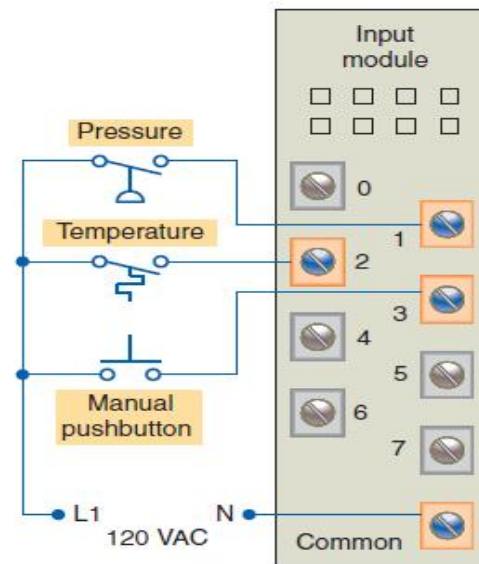 Input
module
Pressure
0
1
Temperature
2
3
4
Manual
pushbutton
5
6
7
L1
N
120 VAC
Common